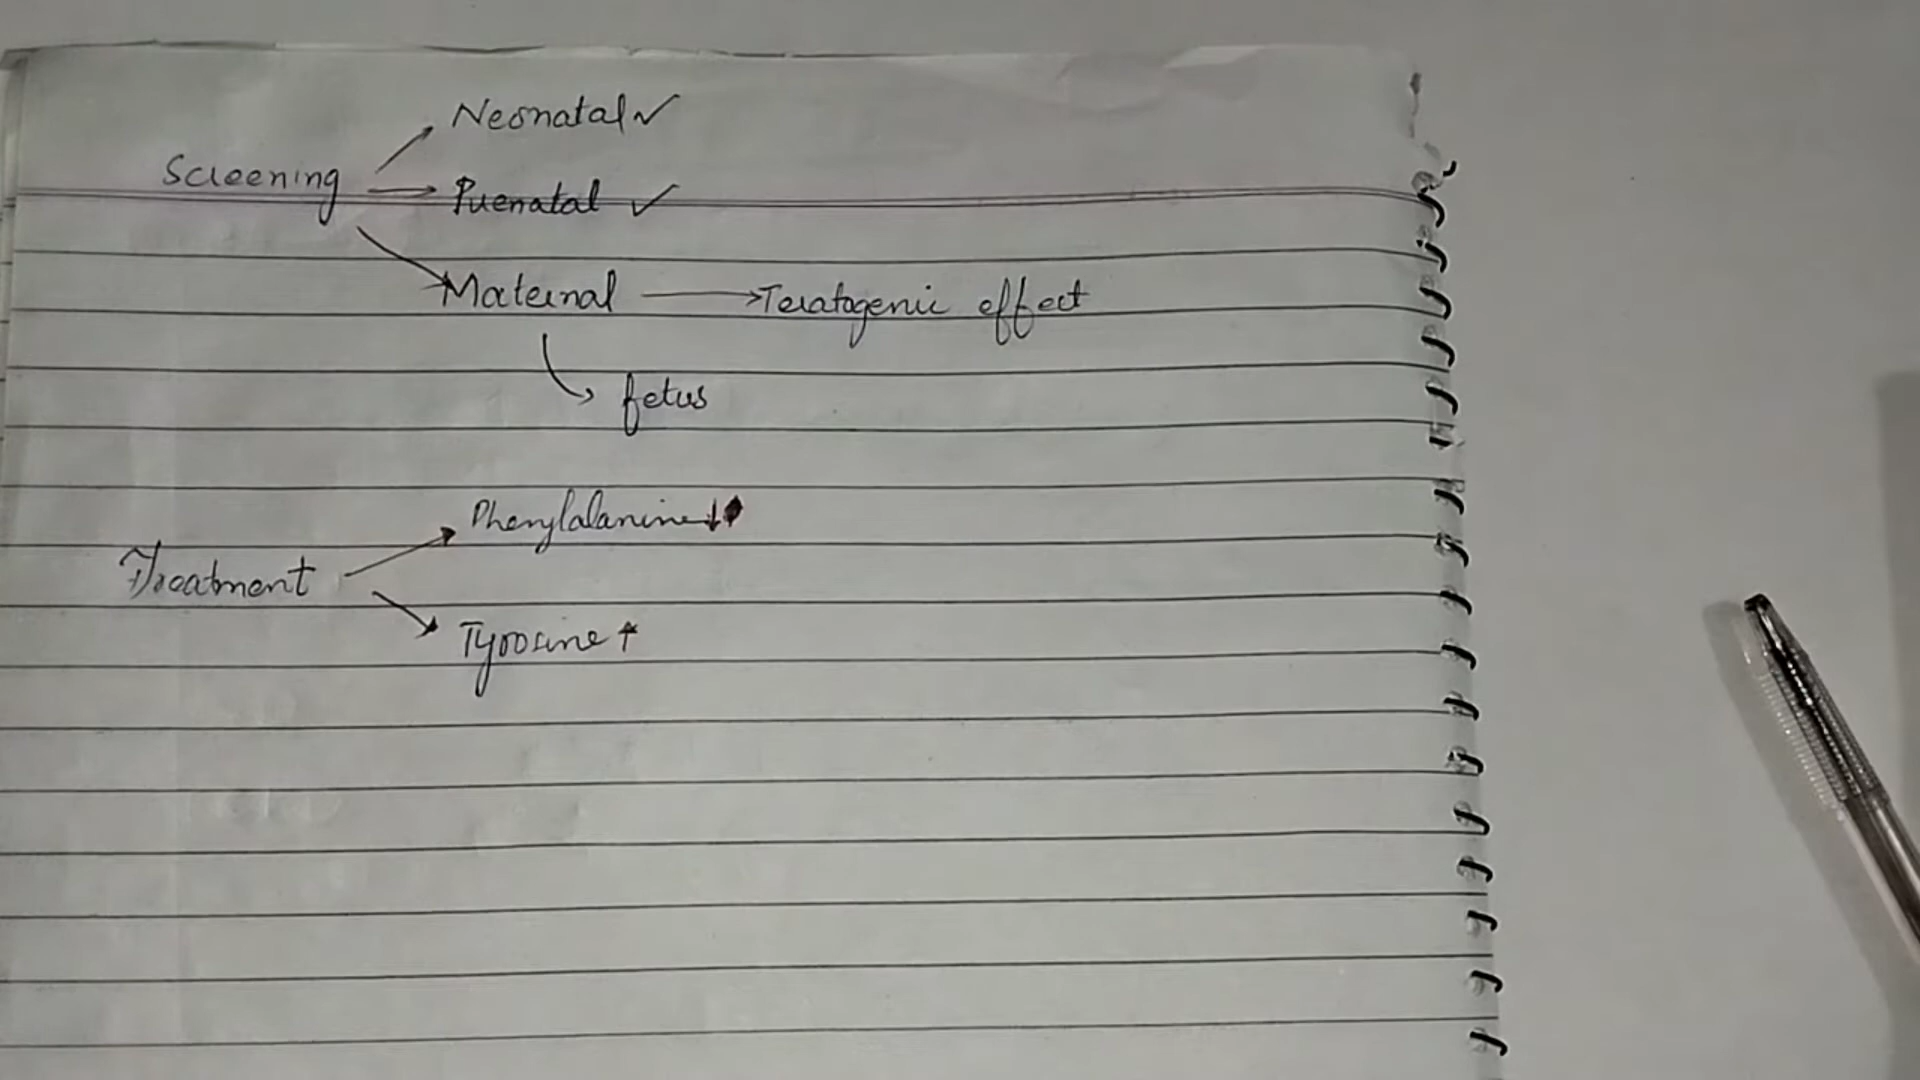 Neonatal ✓
Screening → Prenatal ✓
Maternal → Teratogenic effect
fetus
Phenylalanine ↓
Treatment
Tyrosine ↑